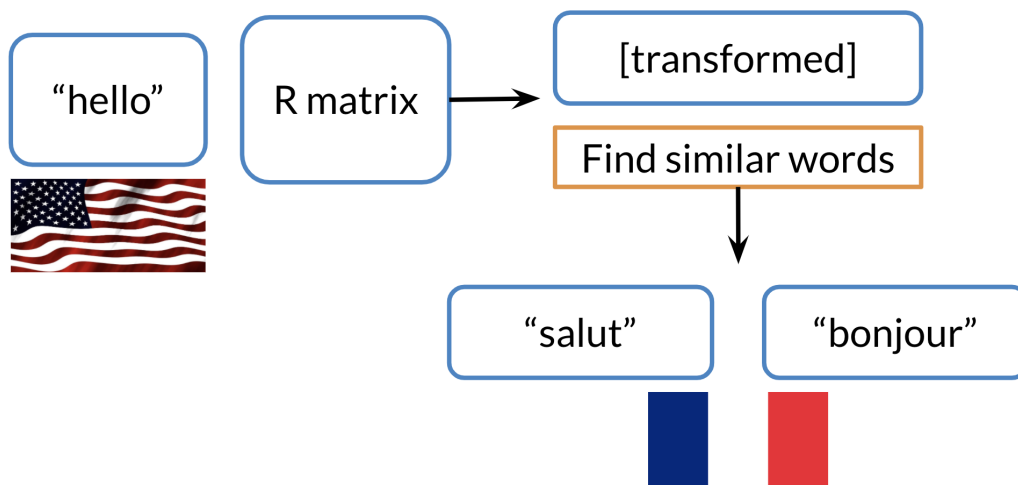 “hello”
R matrix
[transformed]
Find similar words
“salut”
“bonjour”